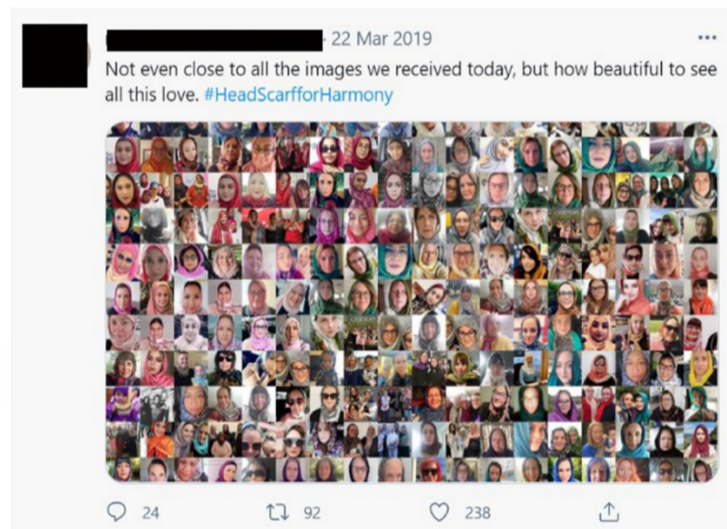 22 Mar 2019
Not even close to all the images we received today, but how beautiful to see
all this love. #HeadScarfforHarmony
24 92 238